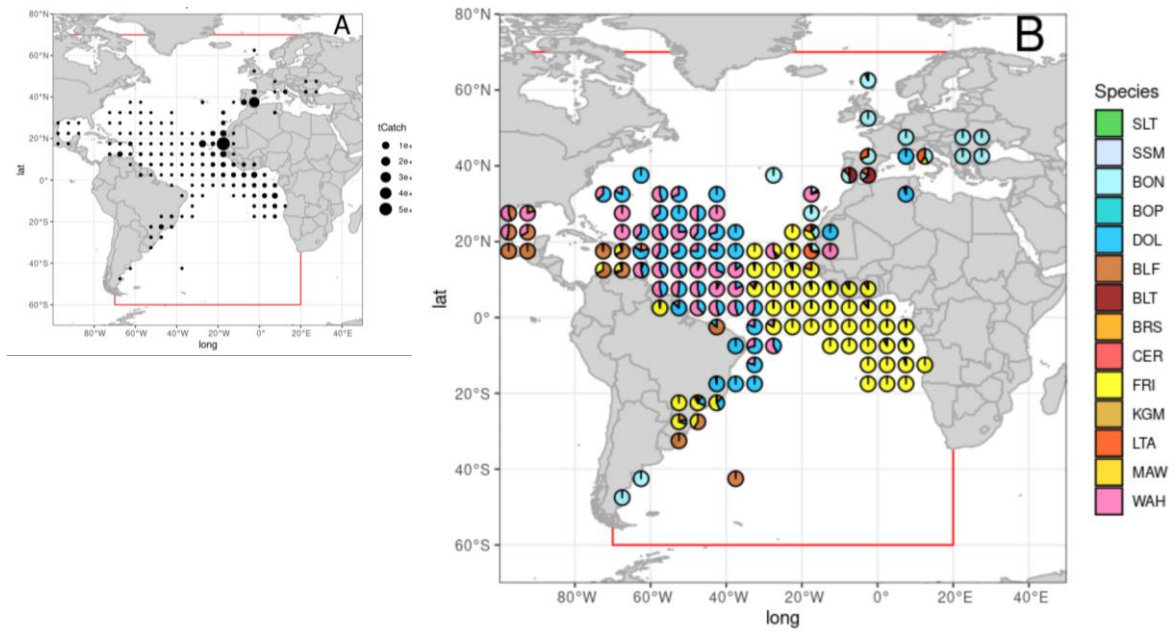 A
80°N
60°N
40°N
20°N
0°
20°S
40°S
60°S
lat
80°W 60°W 40°W 20°W 0° 20°E 40°E
long
tCatch
1e+
2e+
3e+
4e+
5e+
B
80°N
60°N
40°N
20°N
0°
20°S
40°S
60°S
lat
80°W 60°W 40°W 20°W 0° 20°E 40°E
long
Species
SLT
SSM
BON
BOP
DOL
BLF
BLT
BRS
CER
FRI
KGM
LTA
MAW
WAH